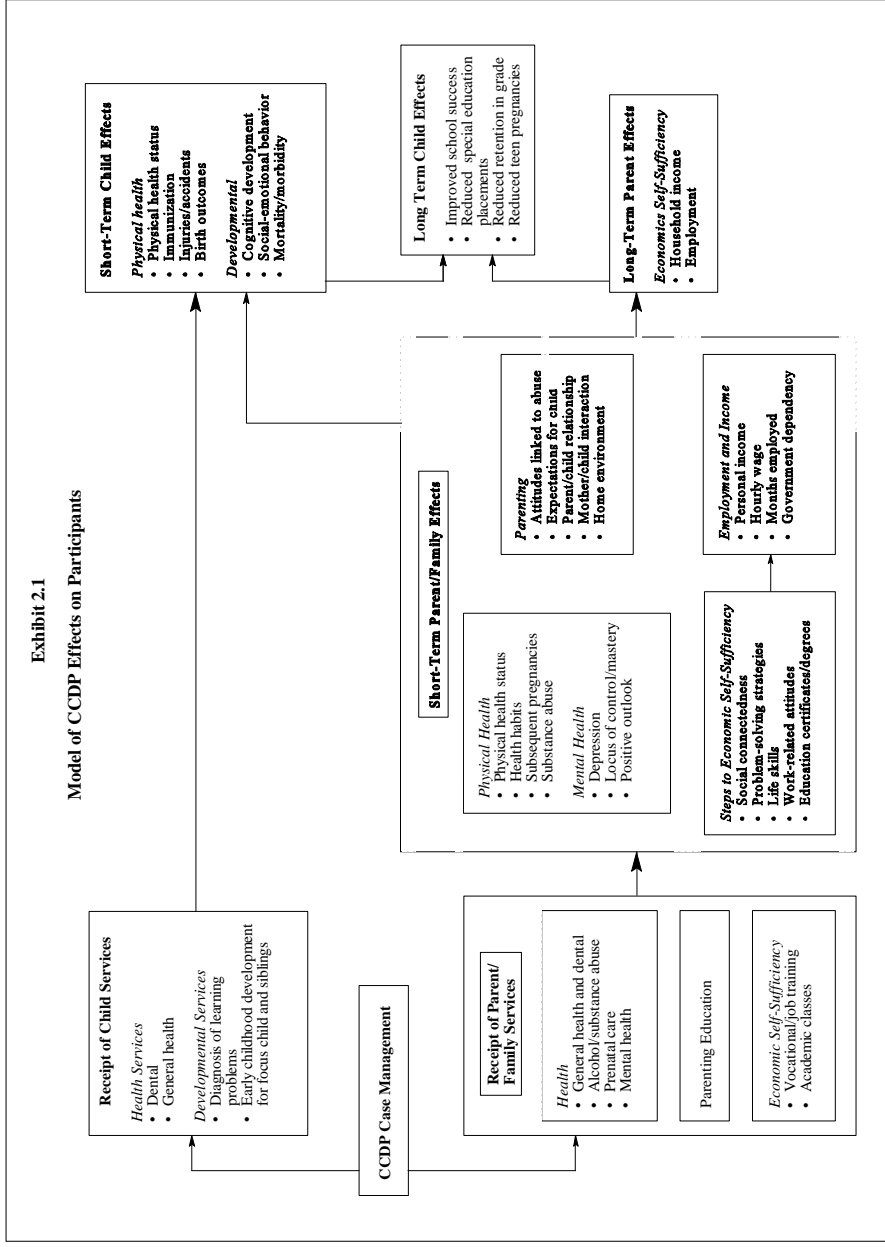 Exhibit 2.1
Model of CCDP Effects on Participants
Receipt of Child Services
Health Services
• Dental
• General health
Developmental Services
• Diagnosis of learning
problems
• Early childhood development
for focus child and siblings
CCDP Case Management
Receipt of Parent/
Family Services
Health
• General health and dental
• Alcohol/substance abuse
• Prenatal care
• Mental health
Parenting Education
Economic Self-Sufficiency
• Vocational/job training
• Academic classes
Short-Term Parent/Family Effects
Physical Health
• Physical health status
• Health habits
• Subsequent pregnancies
• Substance abuse
Mental Health
• Depression
• Locus of control/mastery
• Positive outlook
Parenting
• Attitudes linked to abuse
• Expectations for child
• Parent/child relationship
• Mother/child interaction
• Home environment
Steps to Economic Self-Sufficiency
• Social connectedness
• Problem-solving strategies
• Life skills
• Work-related attitudes
• Education certificates/degrees
Employment and Income
• Personal income
• Hourly wage
• Months employed
• Government dependency
Short-Term Child Effects
Physical health
• Physical health status
• Immunization
• Injuries/accidents
• Birth outcomes
Developmental
• Cognitive development
• Social-emotional behavior
• Mortality/morbidity
Long Term Child Effects
• Improved school success
• Reduced special education
placements
• Reduced retention in grade
• Reduced teen pregnancies
Long-Term Parent Effects
Economics Self-Sufficiency
• Household income
• Employment